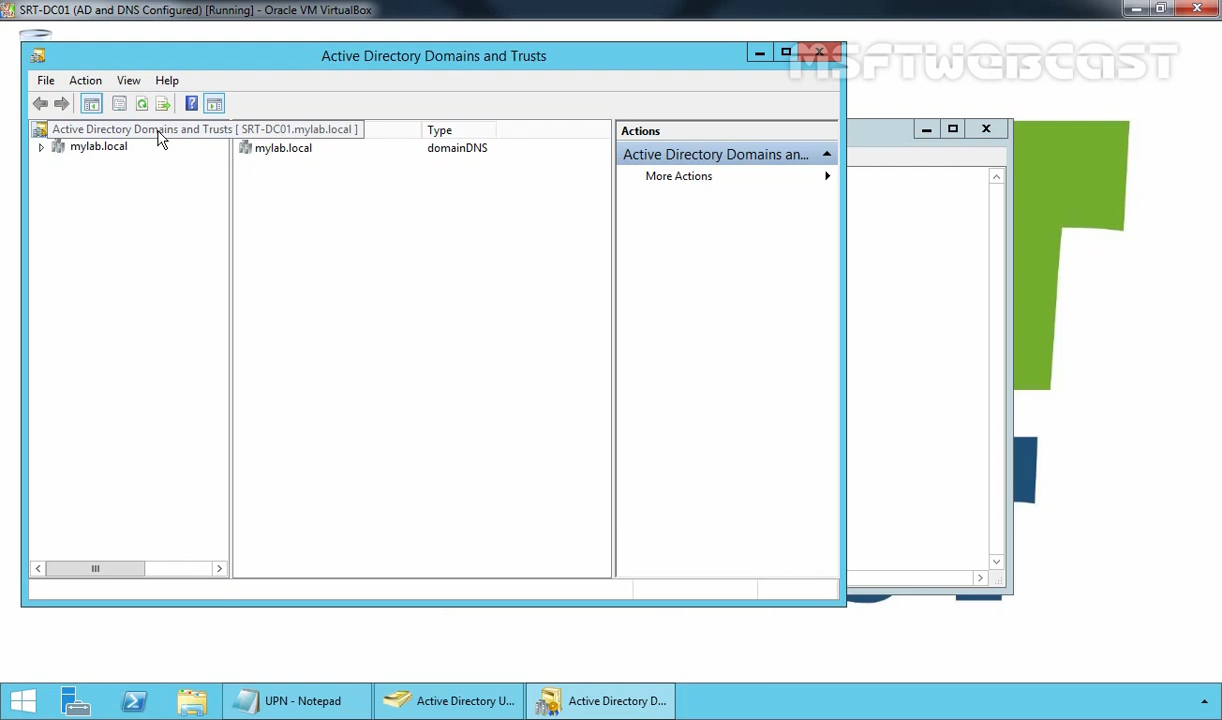 SRT-DC01 (AD and DNS Configured) [Running] - Oracle VM VirtualBox
MSFTWEBCAST
Active Directory Domains and Trusts
File Action View Help
Active Directory Domains and Trusts [ SRT-DC01.mylab.local ]
Type
Actions
mylab.local
mylab.local
domainDNS
Active Directory Domains an...
More Actions
UPN - Notepad
Active Directory U...
Active Directory D...